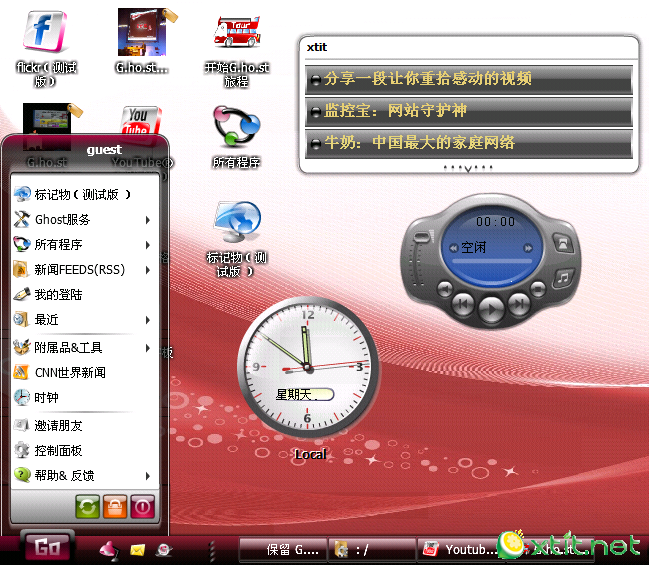 flickr(测试
版)
G.ho.st...
开始G.ho.st
旅程
G.ho.st
YouTube®
所有程序
标记物(测
试版)
xtit
分享一段让你重拾感动的视频
监控宝：网站守护神
牛奶：中国最大的家庭网络
00:00
空闲
12
3
6
9
星期天
Local
guest
标记物(测试版)
Ghost服务
所有程序
新闻FEEDS(RSS)
我的登陆
最近
附属品&工具
CNN世界新闻
时钟
邀请朋友
控制面板
帮助& 反馈
板
Go
保留 G....
: /
Youtub...
xtit.net
You
Tube
Tour